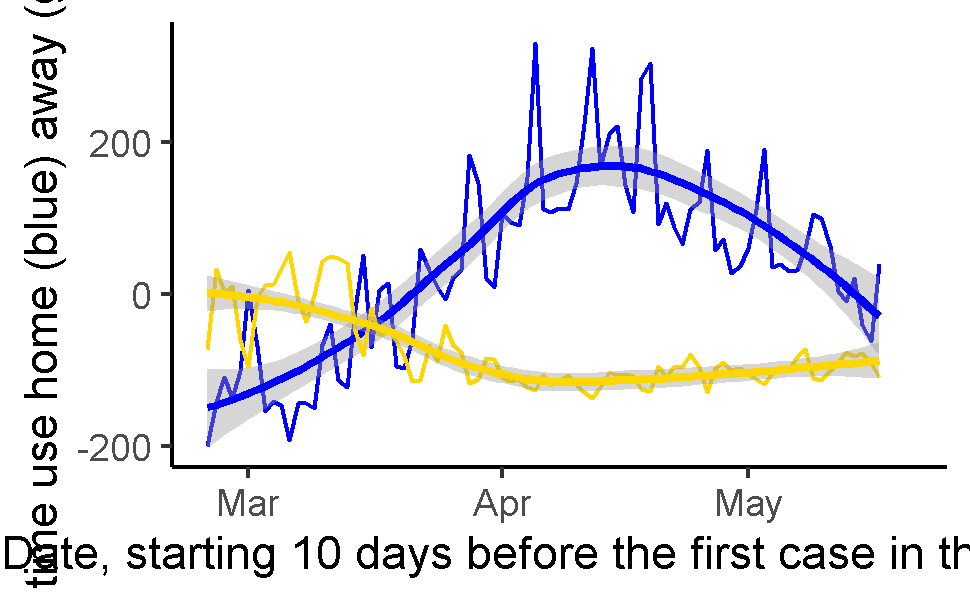 time use home (blue) away (
200
0
-200
Mar Apr May
Date, starting 10 days before the first case in th